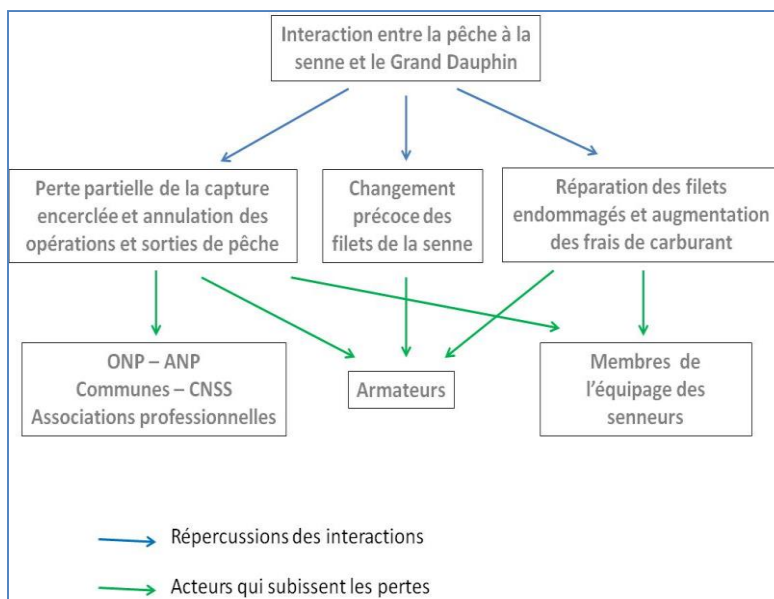 Interaction entre la pêche à la
senne et le Grand Dauphin
Perte partielle de la capture
encerclée et annulation des
opérations et sorties de pêche
Changement
précoce des
filets de la senne
Réparation des filets
endommagés et augmentation
des frais de carburant
ONP – ANP
Communes – CNSS
Associations professionnelles
Armateurs
Membres de
l'équipage des
senneurs
Répercussions des interactions
Acteurs qui subissent les pertes